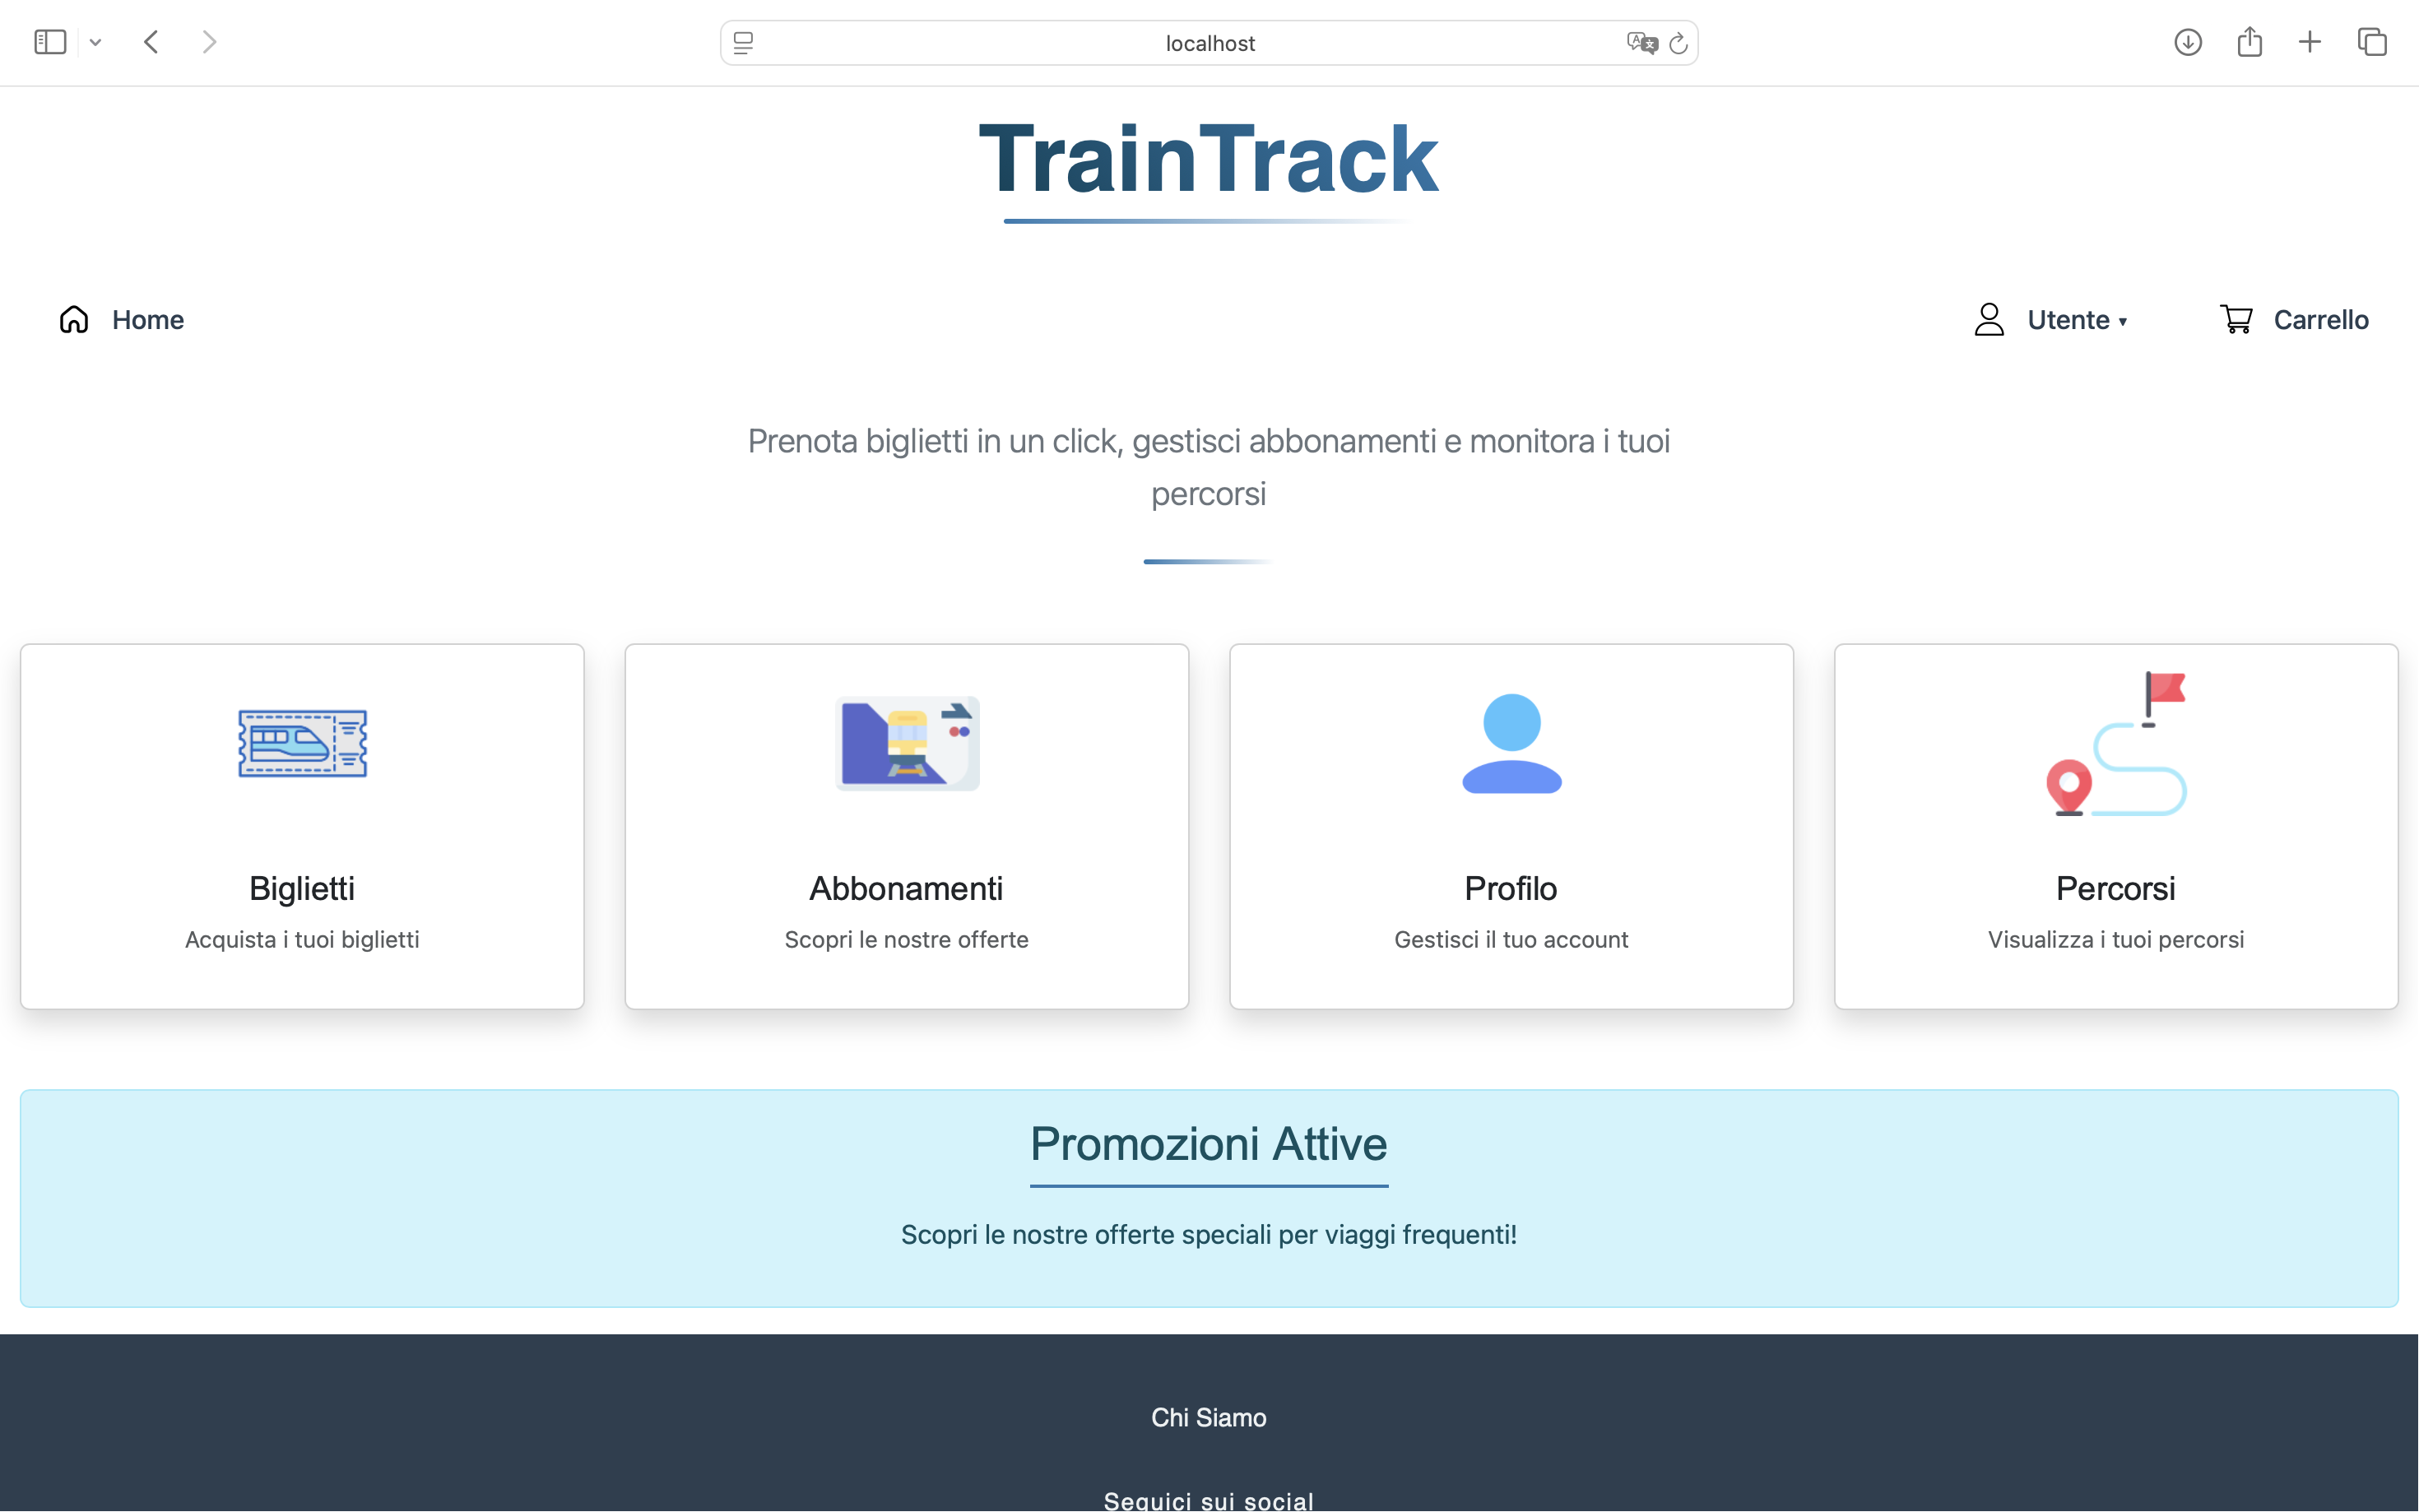 localhost
TrainTrack
Home
Utente ▾
Carrello
Prenota biglietti in un click, gestisci abbonamenti e monitora i tuoi
percorsi
Biglietti
Acquista i tuoi biglietti
Abbonamenti
Scopri le nostre offerte
Profilo
Gestisci il tuo account
Percorsi
Visualizza i tuoi percorsi
Promozioni Attive
Scopri le nostre offerte speciali per viaggi frequenti!
Chi Siamo
Seguici sui social